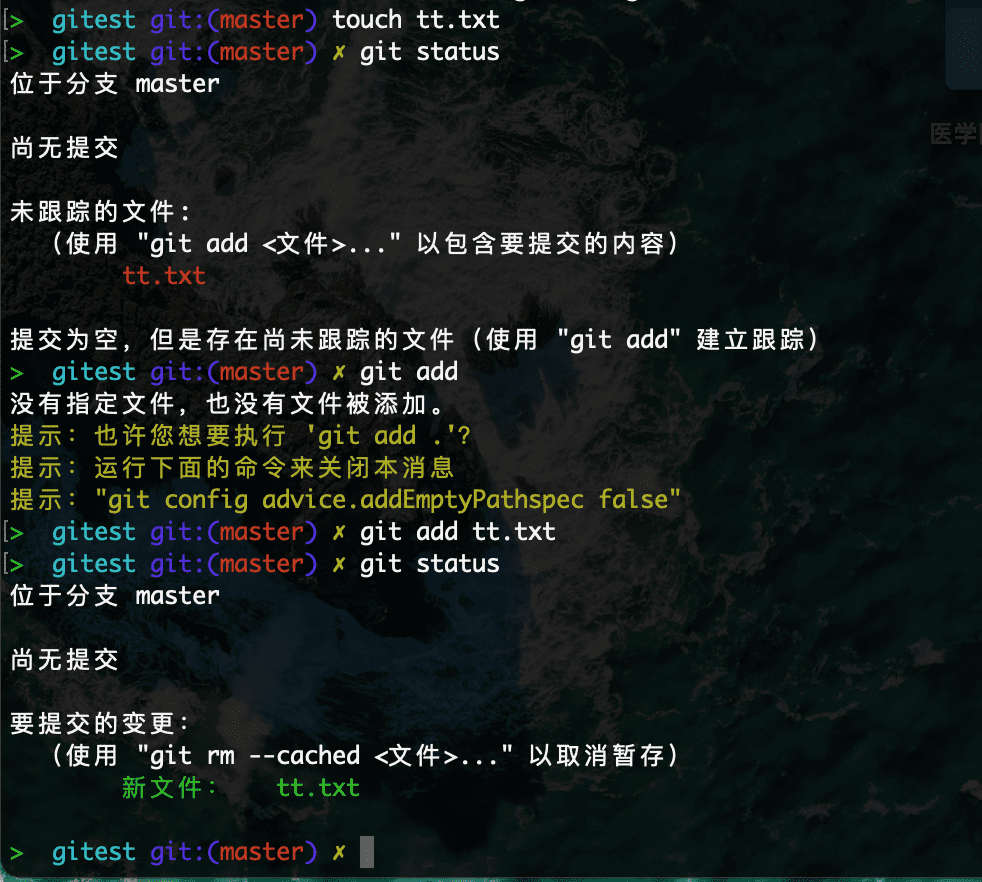 [> gitest git:(master) touch tt.txt
[> gitest git:(master) ✗ git status
位于分支 master
尚无提交
未跟踪的文件：
（使用 "git add <文件>..." 以包含要提交的内容）
tt.txt
提交为空，但是存在尚未跟踪的文件（使用 "git add" 建立跟踪）
> gitest git:(master) ✗ git add
没有指定文件，也没有文件被添加。
提示：也许您想要执行 'git add .'?
提示：运行下面的命令来关闭本消息
提示："git config advice.addEmptyPathspec false"
[> gitest git:(master) ✗ git add tt.txt
[> gitest git:(master) ✗ git status
位于分支 master
尚无提交
要提交的变更：
（使用 "git rm --cached <文件>..." 以取消暂存）
新文件： tt.txt
> gitest git:(master) ✗
医学